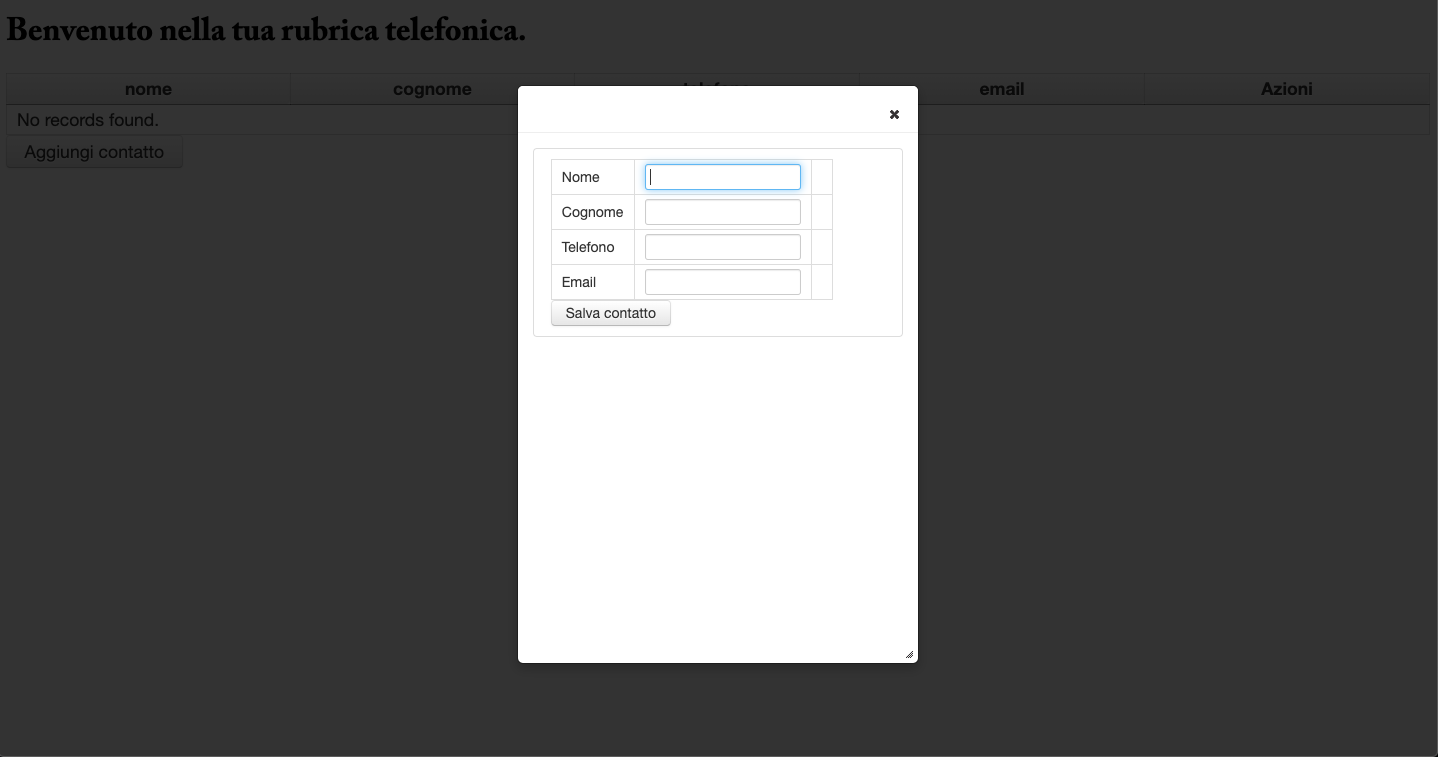 Benvenuto nella tua rubrica telefonica.
nome cognome email Azioni
No records found.
Aggiungi contatto
Nome
Cognome
Telefono
Email
Salva contatto